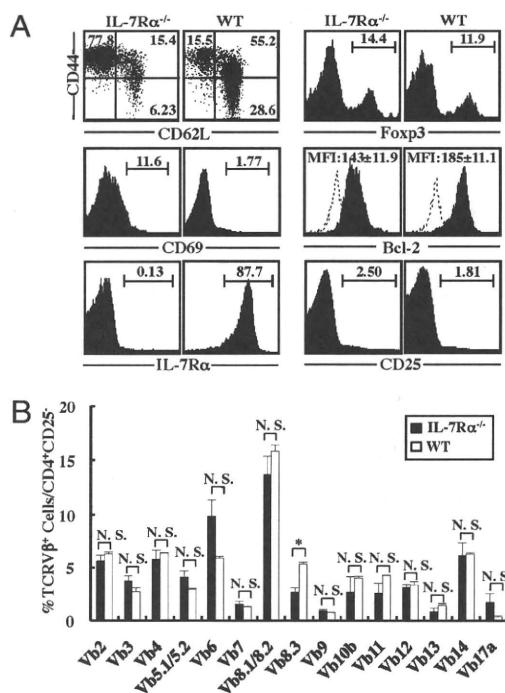 A
IL-7Rα-/- WT IL-7Rα-/- WT
77.8 15.4 15.5 55.2 14.4 11.9
CD44
6.23 28.6
CD62L Foxp3
11.6 1.77 MFI:143±11.9 MFI:185±11.1
CD69 Bcl-2
0.13 87.7 2.50 1.81
IL-7Rα CD25
B
%TCRVβ+ Cells/CD4+CD25-
20
15
10
5
0
IL-7Rα-/-
WT
N. S. N. S. N. S. N. S. N. S. N. S. N. S. * N. S. N. S. N. S. N. S. N. S. N. S. N. S.
Vb2 Vb3 Vb4 Vb5.1/5.2 Vb6 Vb7 Vb8.1/8.2 Vb8.3 Vb9 Vb10b Vb11 Vb12 Vb13 Vb14 Vb17a